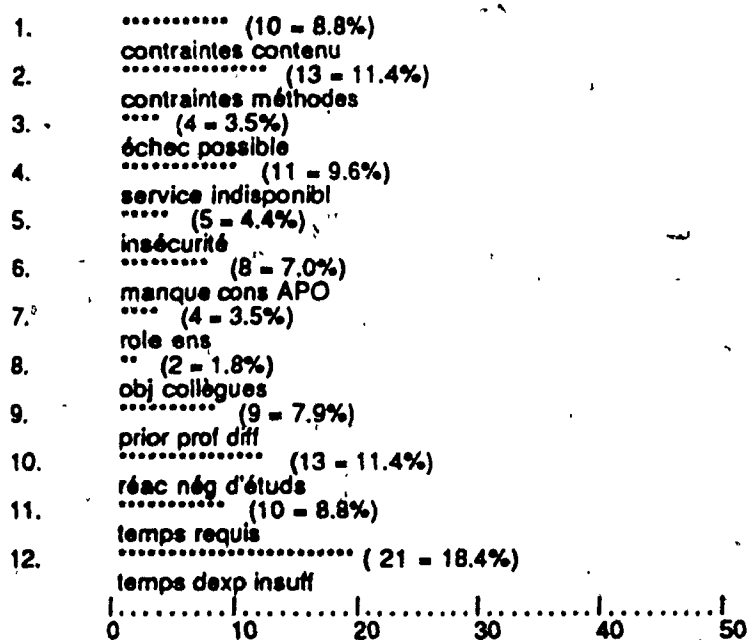 1. *********** (10 = 8.8%)
contraintes contenu
2. ************* (13 = 11.4%)
contraintes méthodes
3. **** (4 = 3.5%)
échec possible
4. *********** (11 = 9.6%)
service indisponibl
5. ***** (5 = 4.4%)
insécurité
6. ********* (8 = 7.0%)
manque cons APO
7. **** (4 = 3.5%)
role ens
8. ** (2 = 1.8%)
obj collègues
9. ********** (9 = 7.9%)
prior prof diff
10. ************* (13 = 11.4%)
réac nég d'étuds
11. ********** (10 = 8.8%)
temps requis
12. ********************* ( 21 = 18.4%)
temps dexp insuff
0 10 20 30 40 50